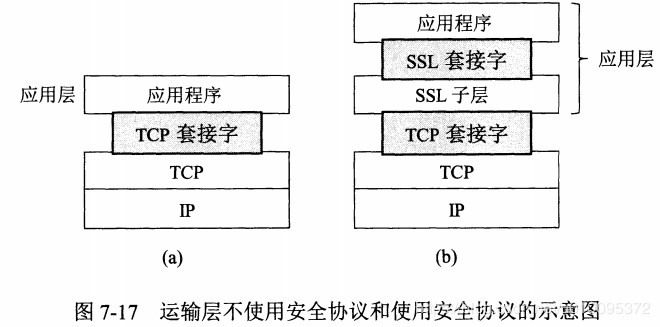 应用程序
SSL 套接字
应用层
应用层 应用程序 SSL 子层
TCP 套接字 TCP 套接字
TCP TCP
IP IP
(a) (b)
图 7-17 运输层不使用安全协议和使用安全协议的示意图